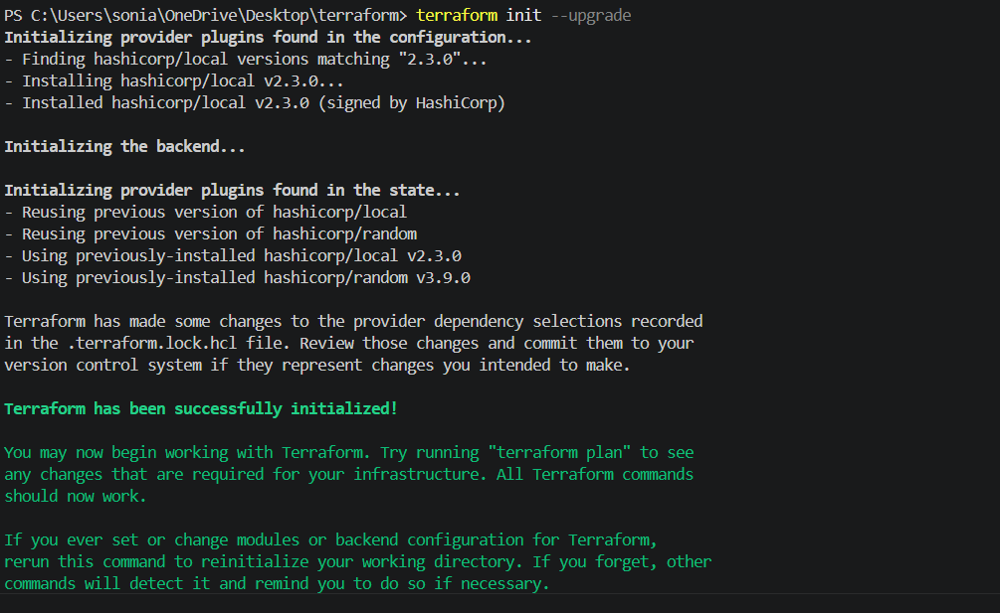 PS C:\Users\sonia\OneDrive\Desktop\terraform> terraform init --upgrade
Initializing provider plugins found in the configuration...
- Finding hashicorp/local versions matching "2.3.0"...
- Installing hashicorp/local v2.3.0...
- Installed hashicorp/local v2.3.0 (signed by HashiCorp)
Initializing the backend...
Initializing provider plugins found in the state...
- Reusing previous version of hashicorp/local
- Reusing previous version of hashicorp/random
- Using previously-installed hashicorp/local v2.3.0
- Using previously-installed hashicorp/random v3.9.0
Terraform has made some changes to the provider dependency selections recorded
in the .terraform.lock.hcl file. Review those changes and commit them to your
version control system if they represent changes you intended to make.
Terraform has been successfully initialized!
You may now begin working with Terraform. Try running "terraform plan" to see
any changes that are required for your infrastructure. All Terraform commands
should now work.
If you ever set or change modules or backend configuration for Terraform,
rerun this command to reinitialize your working directory. If you forget, other
commands will detect it and remind you to do so if necessary.